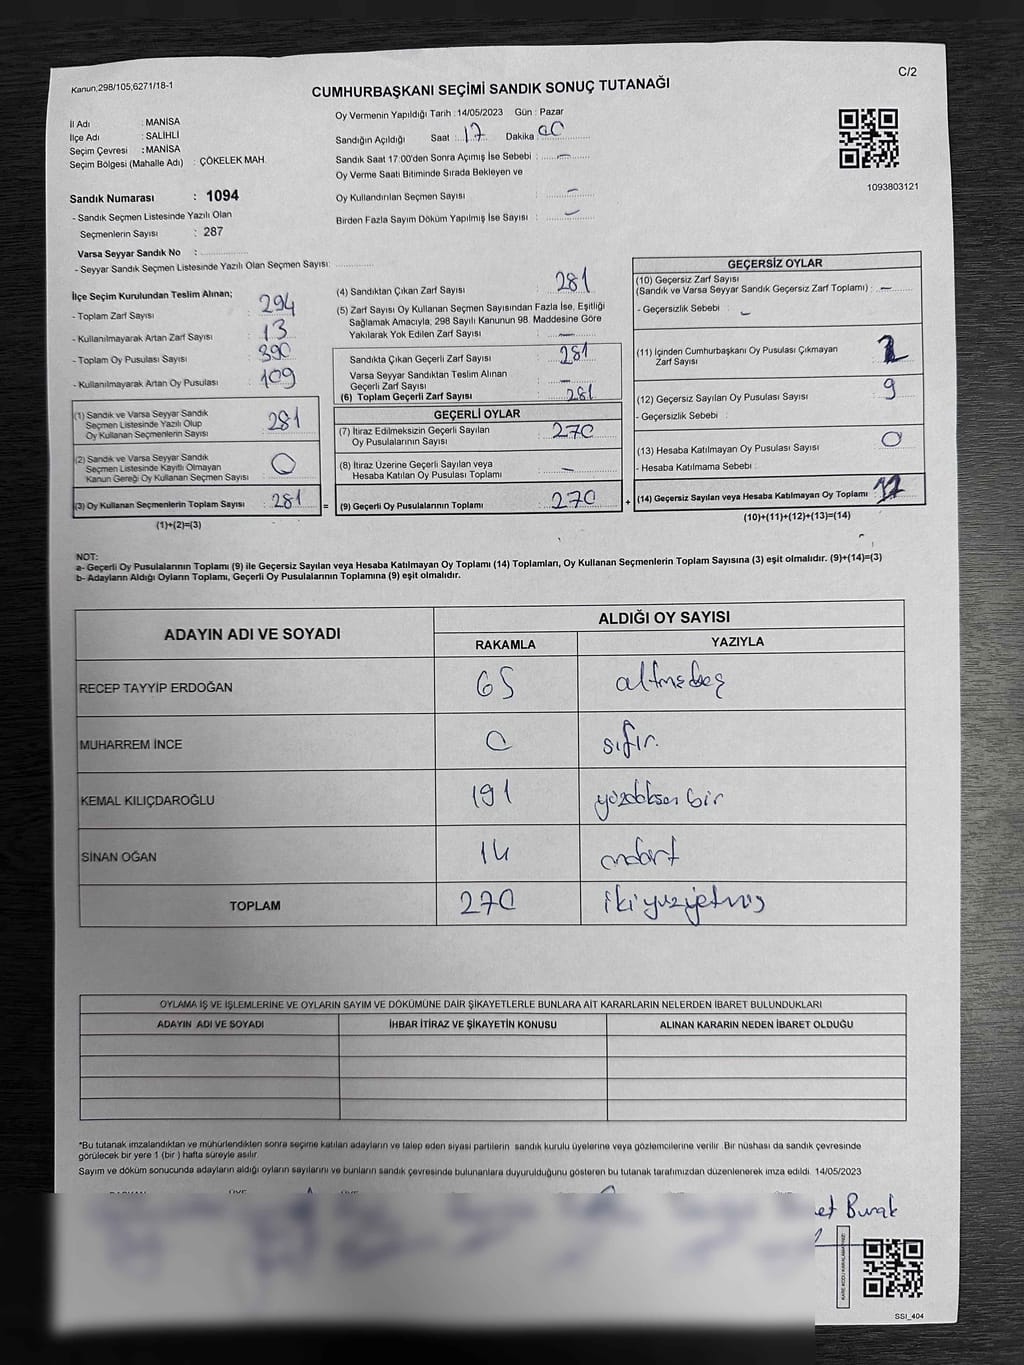 Kanun,298/105,6271/18-1
C/2
CUMHURBAŞKANI SEÇİMİ SANDIK SONUÇ TUTANAĞI
İl Adı : MANİSA
İlçe Adı : SALİHLİ
Seçim Çevresi : MANİSA
Seçim Bölgesi (Mahalle Adı) : ÇÖKELEK MAH.
Sandık Numarası : 1094
- Sandık Seçmen Listesinde Yazılı Olan
Seçmenlerin Sayısı : 287
Varsa Seyyar Sandık No :
- Seyyar Sandık Seçmen Listesinde Yazılı Olan Seçmen Sayısı:
Oy Vermenin Yapıldığı Tarih : 14/05/2023 Gün : Pazar
Sandığın Açıldığı Saat : 17 Dakika 00
Sandık Saat 17:00'den Sonra Açımış İse Sebebi : —
Oy Verme Saati Bitiminde Sırada Bekleyen ve
Oy Kullandırılan Seçmen Sayısı : —
Birden Fazla Sayım Döküm Yapılmış İse Sayısı : —
1093803121
İlçe Seçim Kurulundan Teslim Alınan;
- Toplam Zarf Sayısı : 294
- Kullanılmayarak Artan Zarf Sayısı : 13
- Toplam Oy Pusulası Sayısı : 390
- Kullanılmayarak Artan Oy Pusulası : 109
(1) Sandık ve Varsa Seyyar Sandık
Seçmen Listesinde Yazılı Olup
Oy Kullanan Seçmenlerin Sayısı : 281
(2) Sandık ve Varsa Seyyar Sandık
Seçmen Listesinde Kayıtlı Olmayan
Kanun Gereği Oy Kullanan Seçmen Sayısı : 0
(3) Oy Kullanan Seçmenlerin Toplam Sayısı : 281 =
(1)+(2)=(3)
(4) Sandıktan Çıkan Zarf Sayısı : 281
(5) Zarf Sayısı Oy Kullanan Seçmen Sayısından Fazla İse, Eşitliği
Sağlamak Amacıyla; 298 Sayılı Kanunun 98. Maddesine Göre
Yakılarak Yok Edilen Zarf Sayısı : —
Sandıkta Çıkan Geçerli Zarf Sayısı : 281
Varsa Seyyar Sandıktan Teslim Alınan
Geçerli Zarf Sayısı : —
(6) Toplam Geçerli Zarf Sayısı : 281
GEÇERLİ OYLAR
(7) İtiraz Edilmeksizin Geçerli Sayılan
Oy Pusulalarının Sayısı : 270
(8) İtiraz Üzerine Geçerli Sayılan veya
Hesaba Katılan Oy Pusulası Toplamı : —
(9) Geçerli Oy Pusulalarının Toplamı : 270 +
GEÇERSİZ OYLAR
(10) Geçersiz Zarf Sayısı
(Sandık ve Varsa Seyyar Sandık Geçersiz Zarf Toplamı) : —
- Geçersizlik Sebebi : —
(11) İçinden Cumhurbaşkanı Oy Pusulası Çıkmayan
Zarf Sayısı : 2
(12) Geçersiz Sayılan Oy Pusulası Sayısı : 9
- Geçersizlik Sebebi :
(13) Hesaba Katılmayan Oy Pusulası Sayısı : 0
- Hesaba Katılmama Sebebi :
(14) Geçersiz Sayılan veya Hesaba Katılmayan Oy Toplamı :
(10)+(11)+(12)+(13)=(14)
NOT:
a- Geçerli Oy Pusulalarının Toplamı (9) ile Geçersiz Sayılan veya Hesaba Katılmayan Oy Toplamı (14) Toplamları, Oy Kullanan Seçmenlerin Toplam Sayısına (3) eşit olmalıdır. (9)+(14)=(3)
b- Adayların Aldığı Oyların Toplamı, Geçerli Oy Pusulalarının Toplamına (9) eşit olmalıdır.
ADAYIN ADI VE SOYADI
ALDIĞI OY SAYISI
RAKAMLA YAZIYLA
RECEP TAYYİP ERDOĞAN 65 altmışbeş
MUHARREM İNCE 0 sıfır.
KEMAL KILIÇDAROĞLU 191 yüzdoksan bir
SİNAN OĞAN 14 ondört
TOPLAM 270 ikiyüzyetmiş
OYLAMA İŞ VE İŞLEMLERİNE VE OYLARIN SAYIM VE DÖKÜMÜNE DAİR ŞİKAYETLERLE BUNLARA AİT KARARLARIN NELERDEN İBARET BULUNDUKLARI
ADAYIN ADI VE SOYADI İHBAR İTİRAZ VE ŞİKAYETİN KONUSU ALINAN KARARIN NEDEN İBARET OLDUĞU
*Bu tutanak imzalandıktan ve mühürlendikten sonra seçime katılan adayların ve talep eden siyasi partilerin sandık kurulu üyelerine veya gözlemcilerine verilir. Bir nüshası da sandık çevresinde
görülecek bir yere 1 (bir ) hafta süreyle asılır.
Sayım ve döküm sonucunda adayların aldığı oyların sayılarını ve bunların sandık çevresinde bulunanlara duyurulduğunu gösteren bu tutanak tarafımızdan düzenlenerek imza edildi. 14/05/2023
et Burak
SSI_404